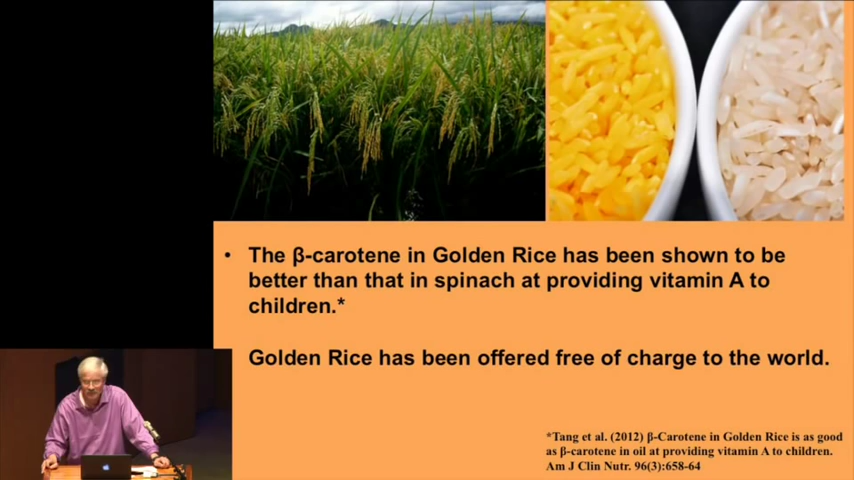 • The β-carotene in Golden Rice has been shown to be
better than that in spinach at providing vitamin A to
children.*
Golden Rice has been offered free of charge to the world.
*Tang et al. (2012) β-Carotene in Golden Rice is as good
as β-carotene in oil at providing vitamin A to children.
Am J Clin Nutr. 96(3):658-64